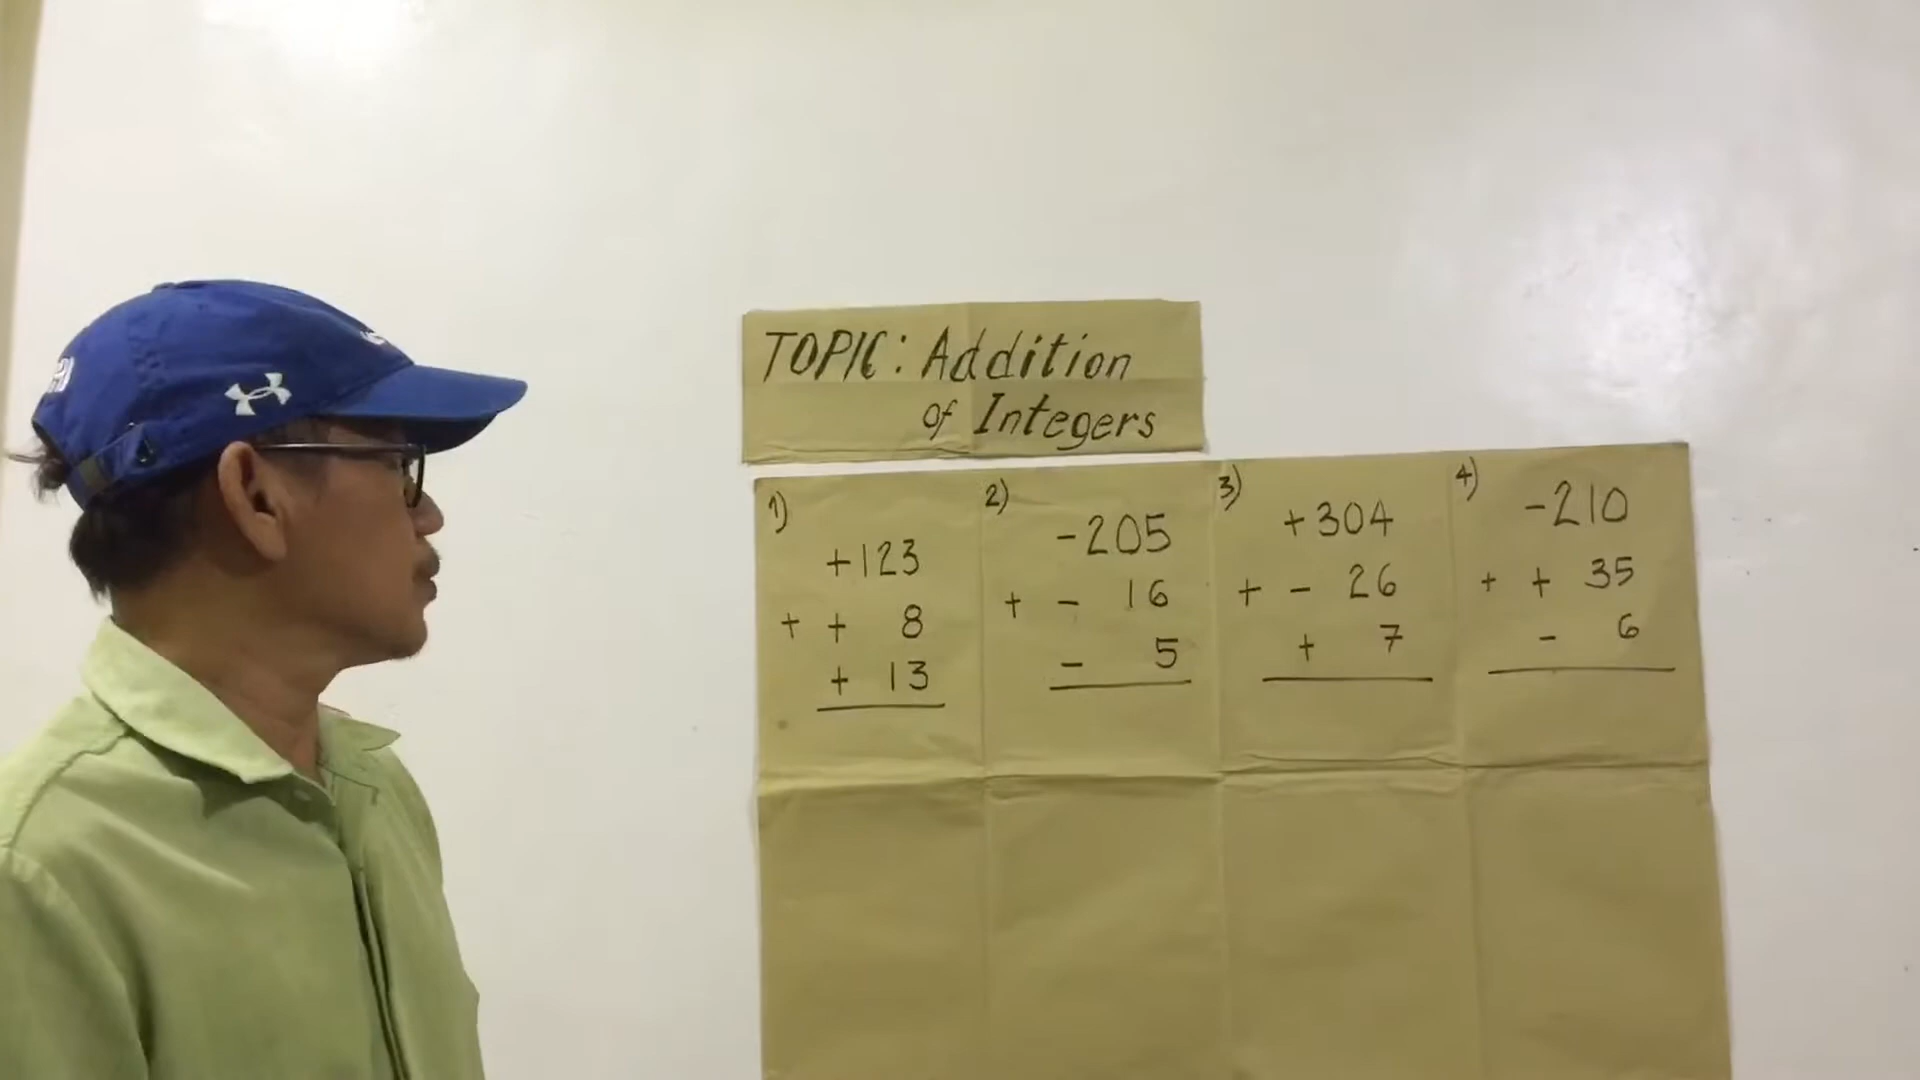 TOPIC: Addition
of Integers
1)
+123
+ + 8
+ 13
2)
-205
+ - 16
- 5
3)
+304
+ - 26
+ 7
4)
-210
+ + 35
- 6